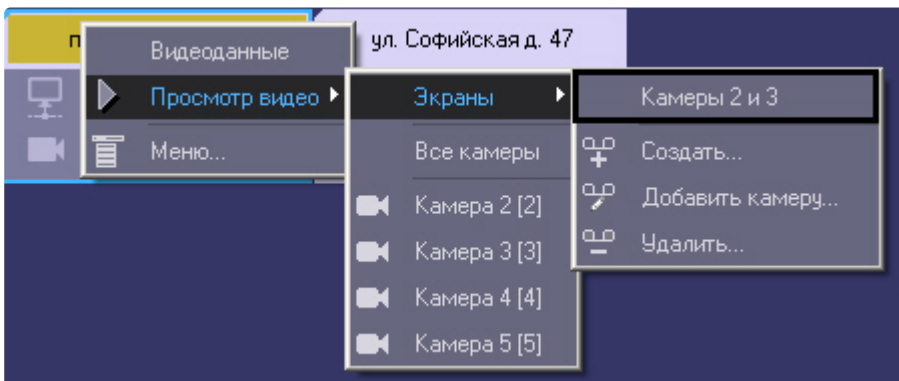 п
ул. Софийская д. 47
Видеоданные
Просмотр видео
Меню...
Экраны
Все камеры
Камера 2 [2]
Камера 3 [3]
Камера 4 [4]
Камера 5 [5]
Камеры 2 и 3
Создать...
Добавить камеру...
Удалить...